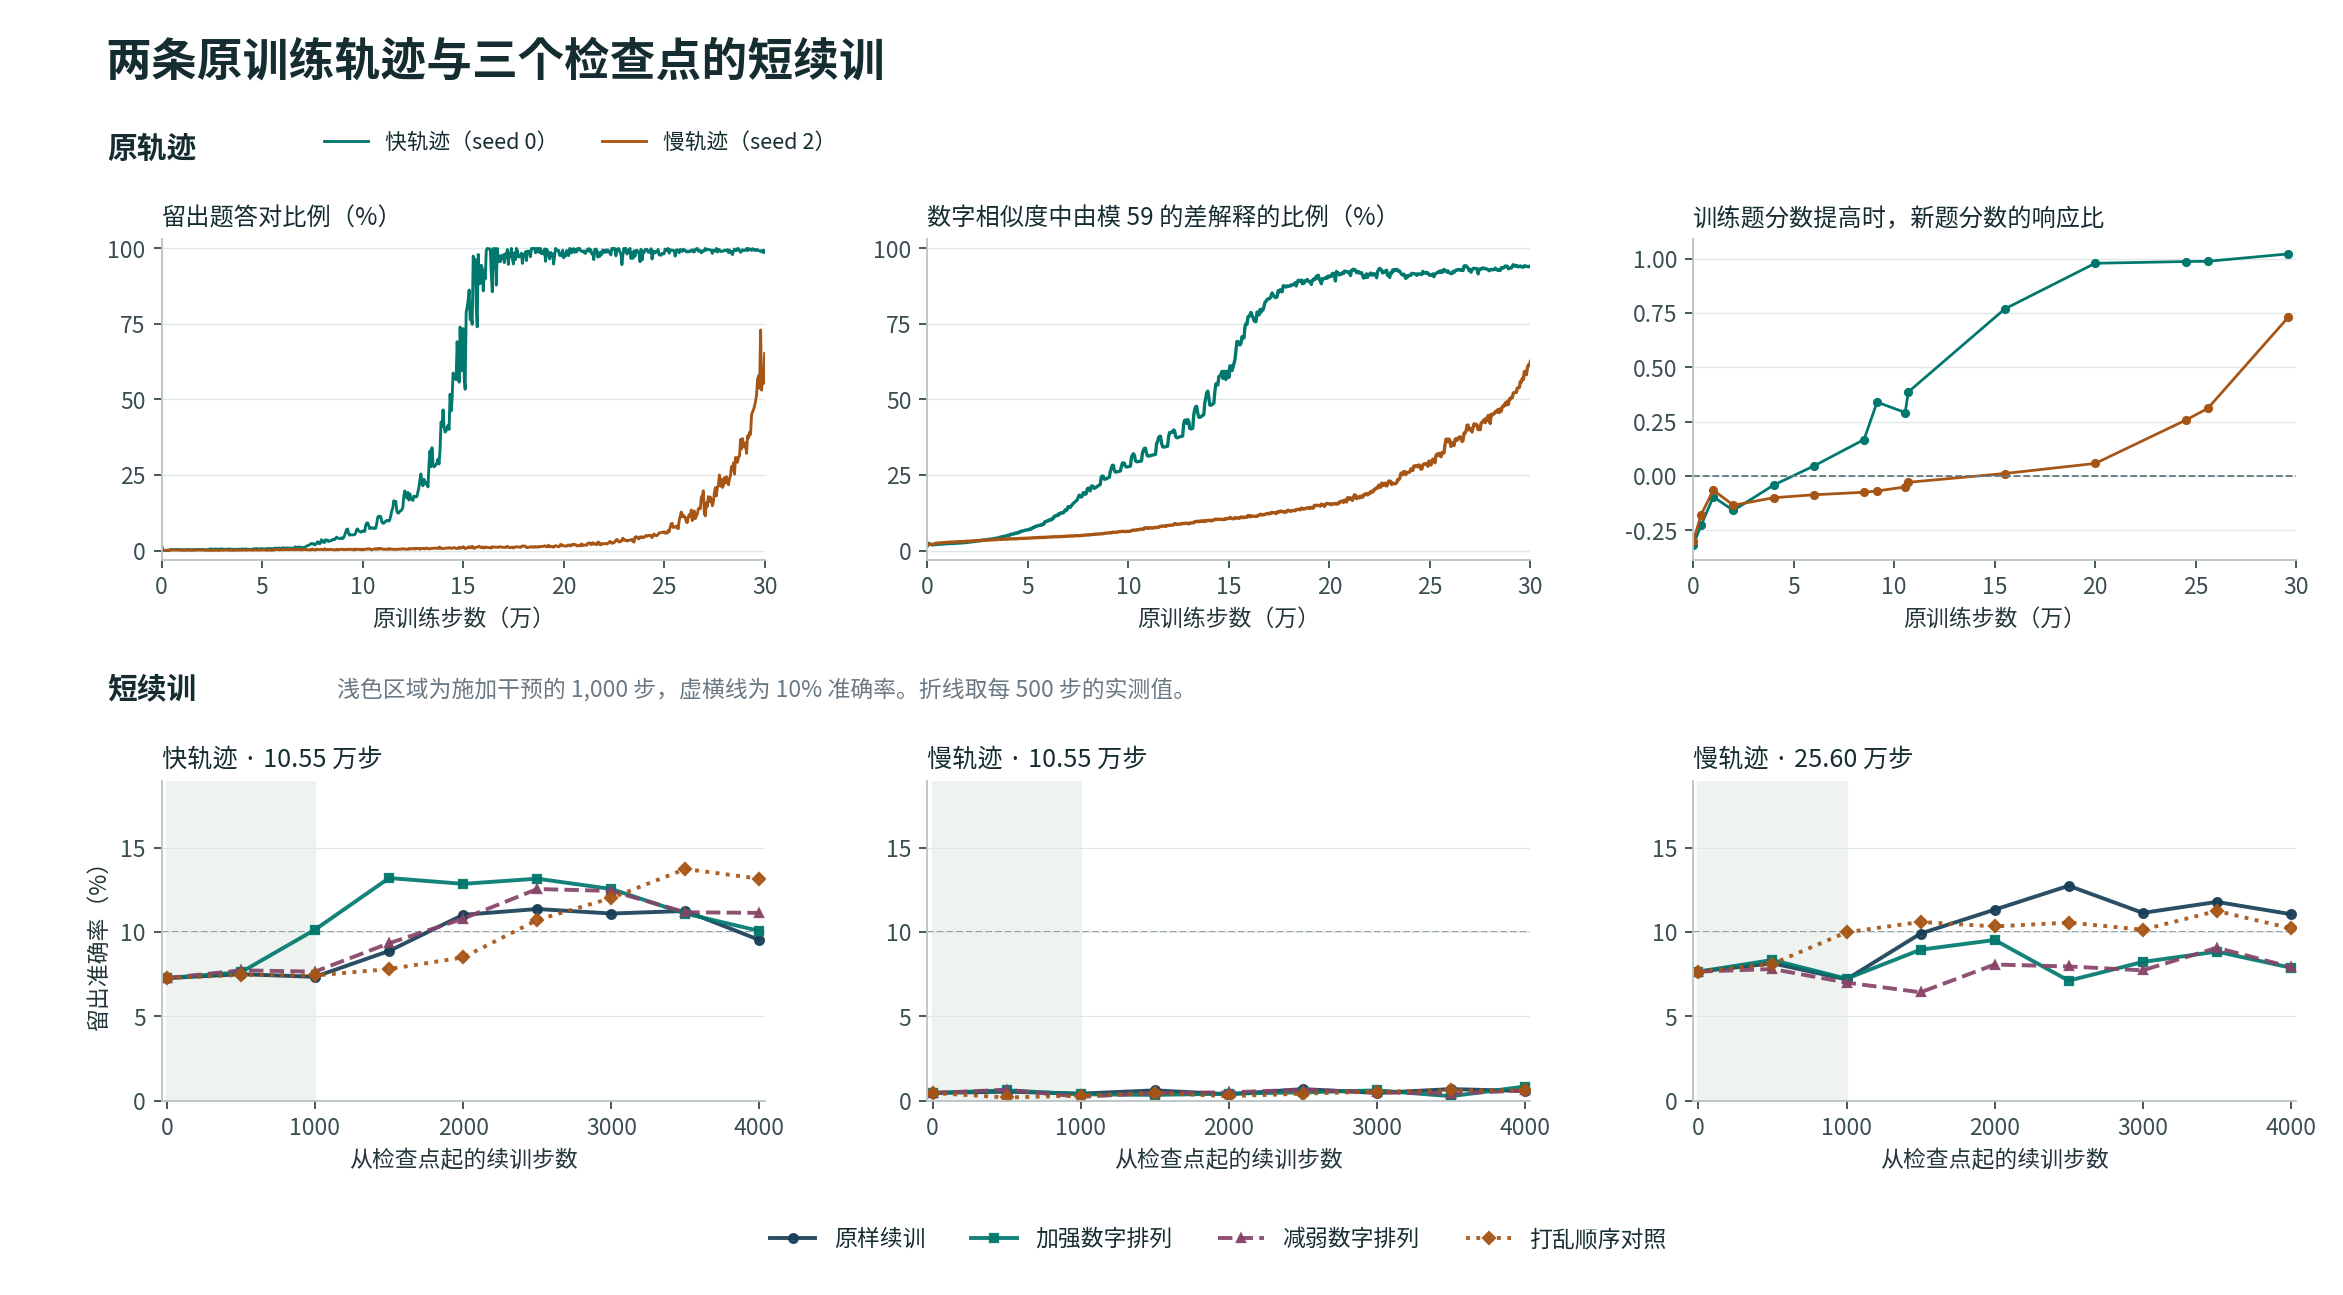 两条原训练轨迹与三个检查点的短续训
原轨迹
快轨迹（seed 0）
慢轨迹（seed 2）
留出题答对比例（%）
100
75
50
25
0
0 5 10 15 20 25 30
原训练步数（万）
数字相似度中由模 59 的差解释的比例（%）
100
75
50
25
0
0 5 10 15 20 25 30
原训练步数（万）
训练题分数提高时，新题分数的响应比
1.00
0.75
0.50
0.25
0.00
-0.25
0 5 10 15 20 25 30
原训练步数（万）
短续训
浅色区域为施加干预的 1,000 步，虚横线为 10% 准确率。折线取每 500 步的实测值。
快轨迹 · 10.55 万步
留出准确率（%）
15
10
5
0
0 1000 2000 3000 4000
从检查点起的续训步数
慢轨迹 · 10.55 万步
15
10
5
0
0 1000 2000 3000 4000
从检查点起的续训步数
慢轨迹 · 25.60 万步
15
10
5
0
0 1000 2000 3000 4000
从检查点起的续训步数
原样续训
加强数字排列
减弱数字排列
打乱顺序对照